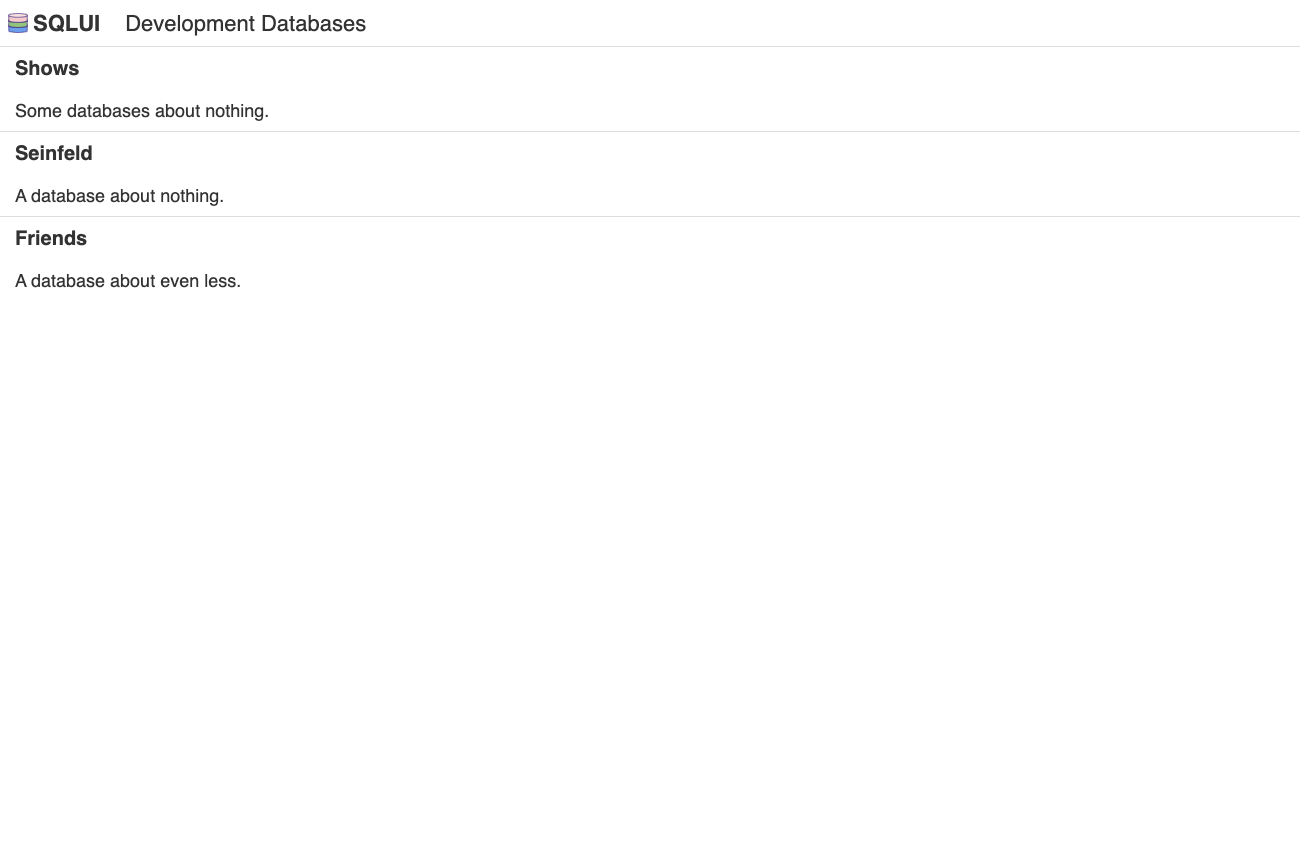 SQLUI Development Databases
Shows
Some databases about nothing.
Seinfeld
A database about nothing.
Friends
A database about even less.